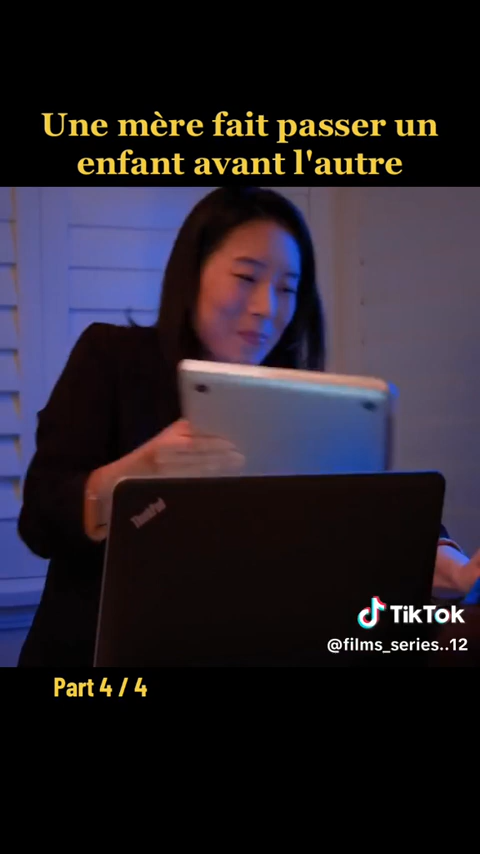 Une mère fait passer un
enfant avant l'autre
ThinkPad
TikTok
@films_series..12
Part 4 / 4